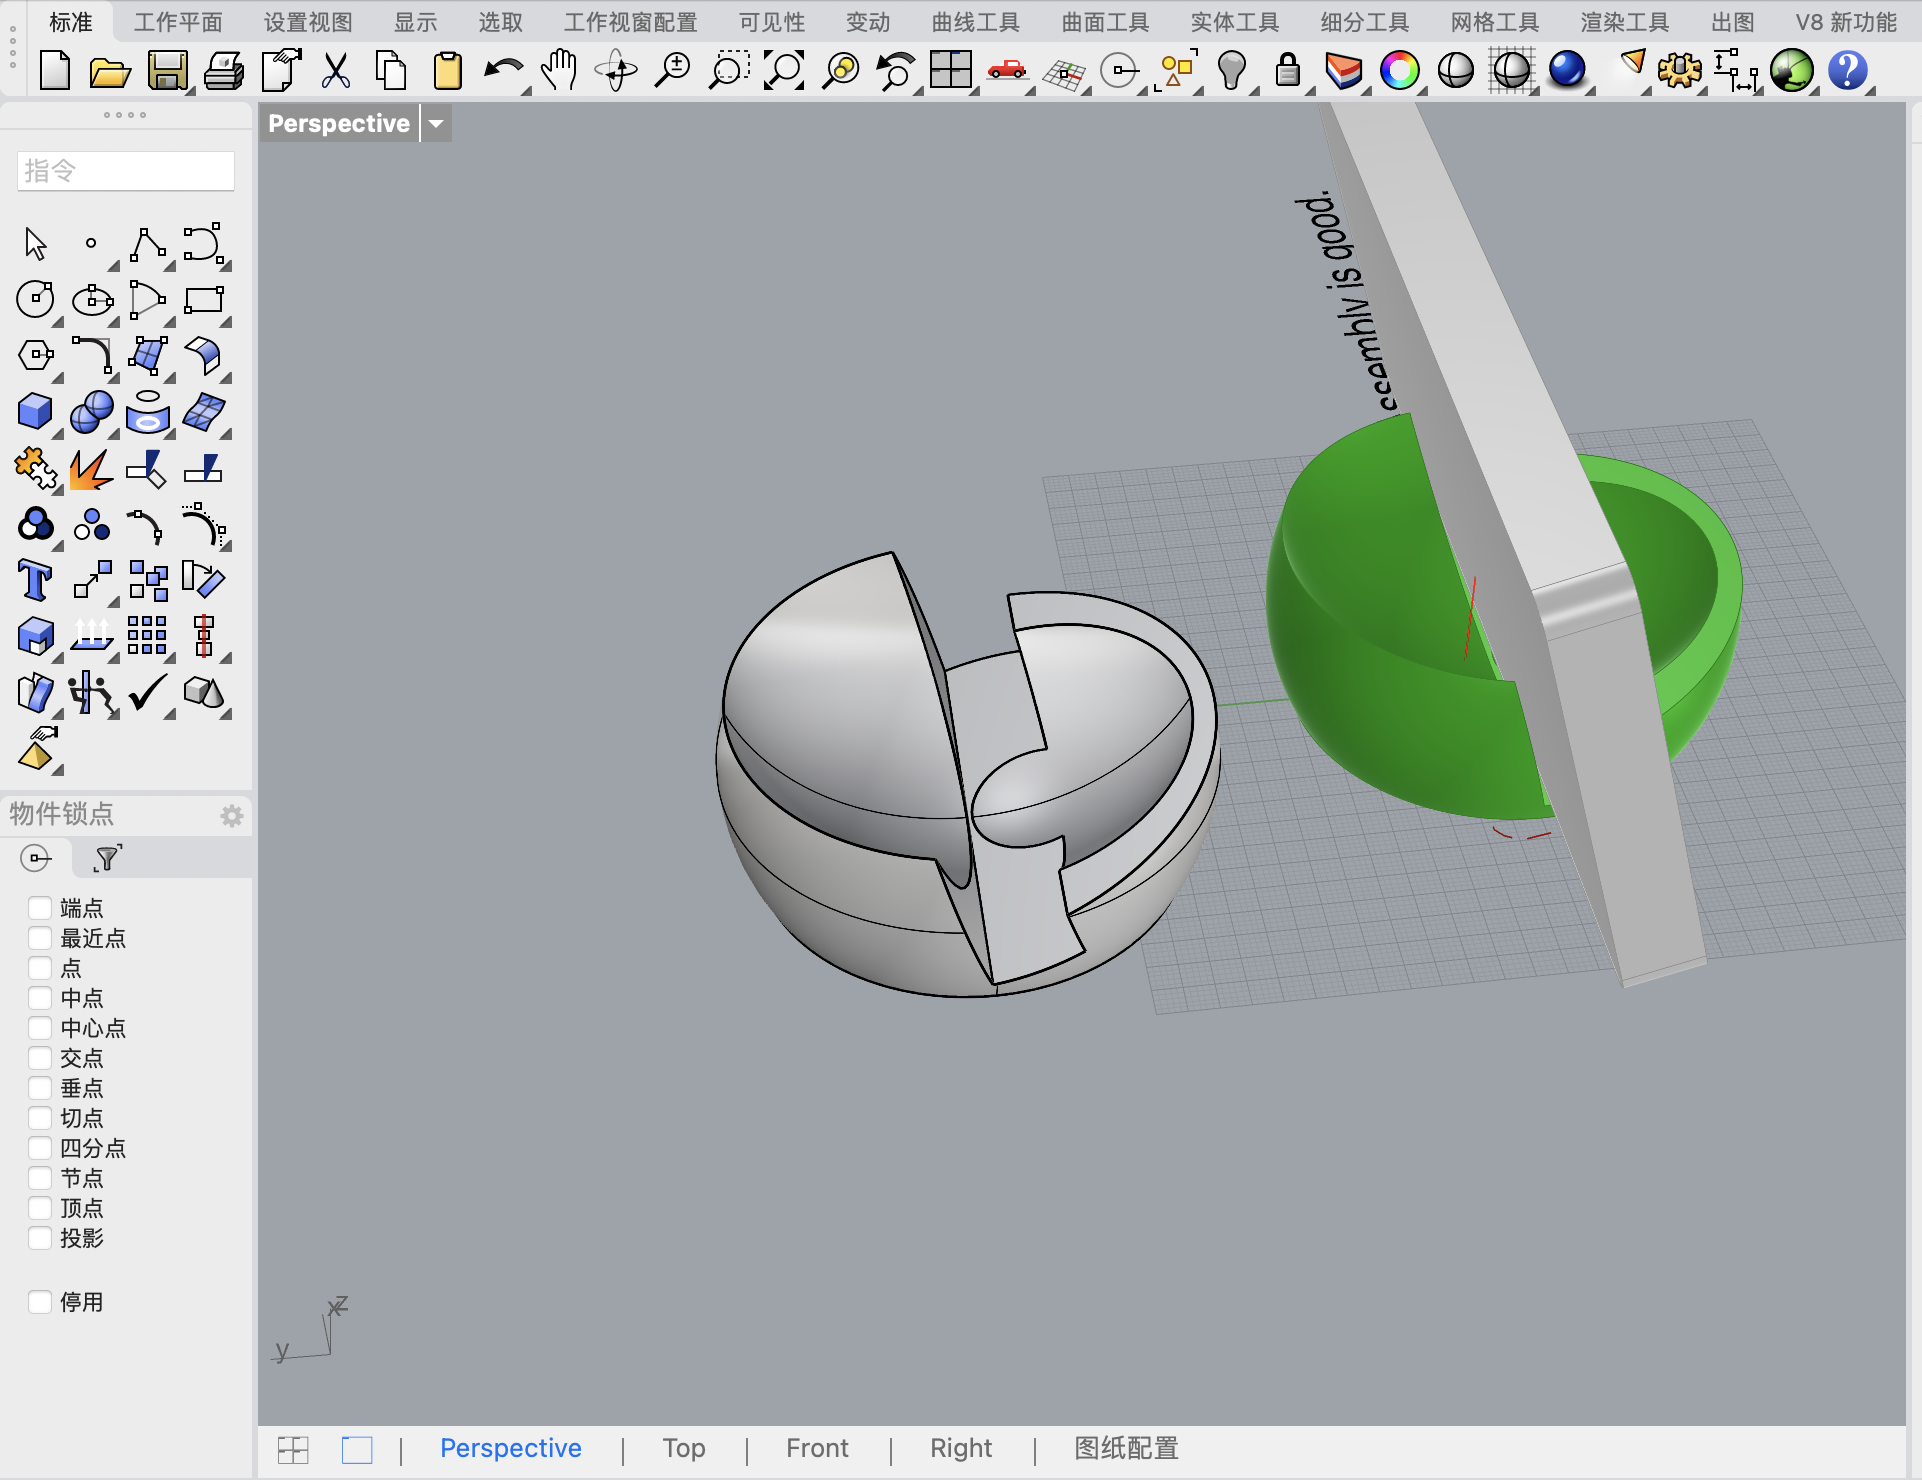 标准 工作平面 设置视图 显示 选取 工作视窗配置 可见性 变动 曲线工具 曲面工具 实体工具 细分工具 网格工具 渲染工具 出图 V8 新功能
Perspective
指令
is good.
物件锁点
端点
最近点
点
中点
中心点
交点
垂点
切点
四分点
节点
顶点
投影
停用
z
x
y
Perspective | Top | Front | Right | 图纸配置